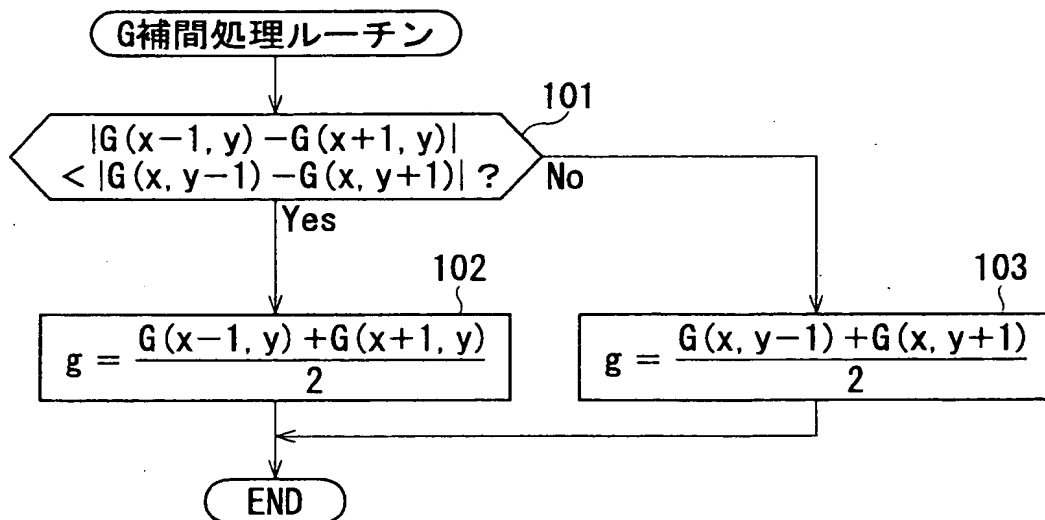 G補間処理ルーチン
101
|G(x−1, y)−G(x+1, y)|
< |G(x, y−1)−G(x, y+1)| ?
No
Yes
102
103
g = G(x−1, y)+G(x+1, y) / 2
g = G(x, y−1)+G(x, y+1) / 2
END